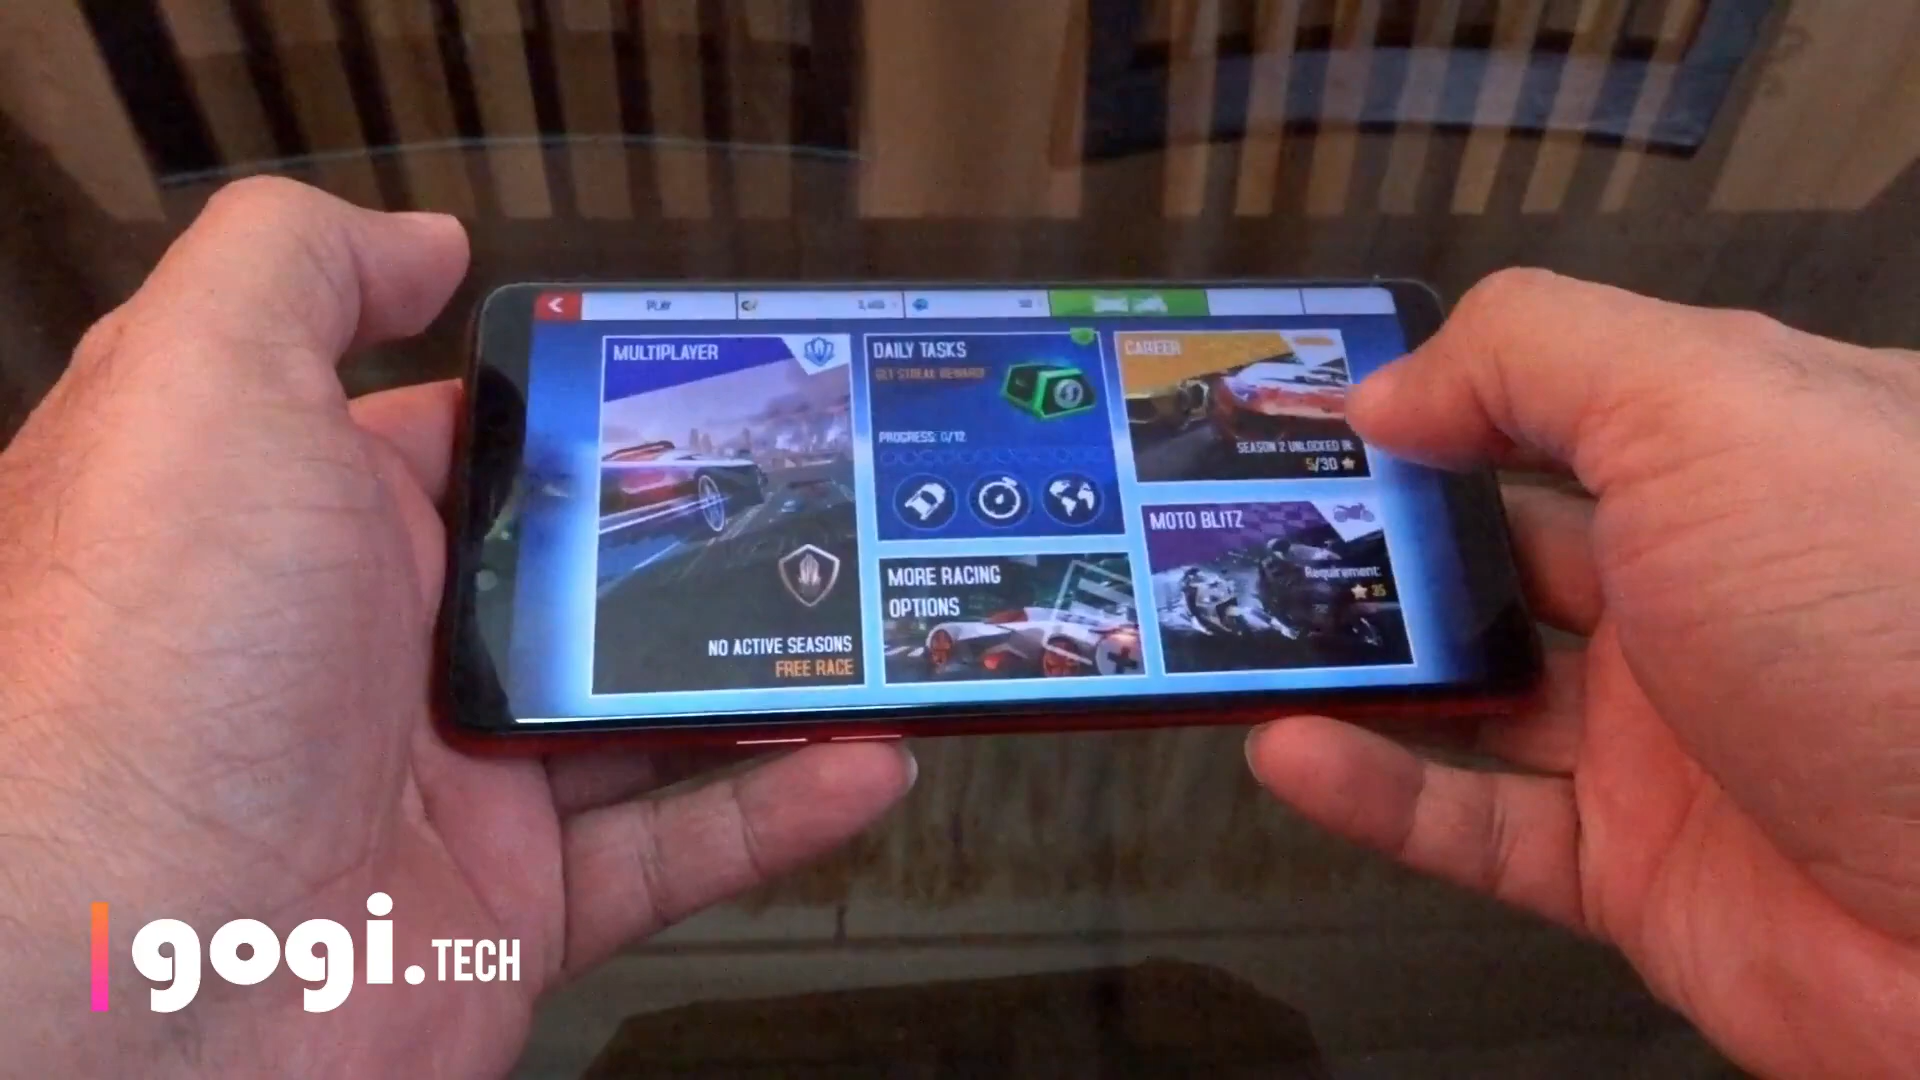 PLAY
MULTIPLAYER
NO ACTIVE SEASONS
FREE RACE
DAILY TASKS
GET STREAK REWARD!
PROGRESS: 0/12
MORE RACING
OPTIONS
CAREER
SEASON 2 UNLOCKED IN:
5/30
MOTO BLITZ
Requirement:
35
gogi.TECH